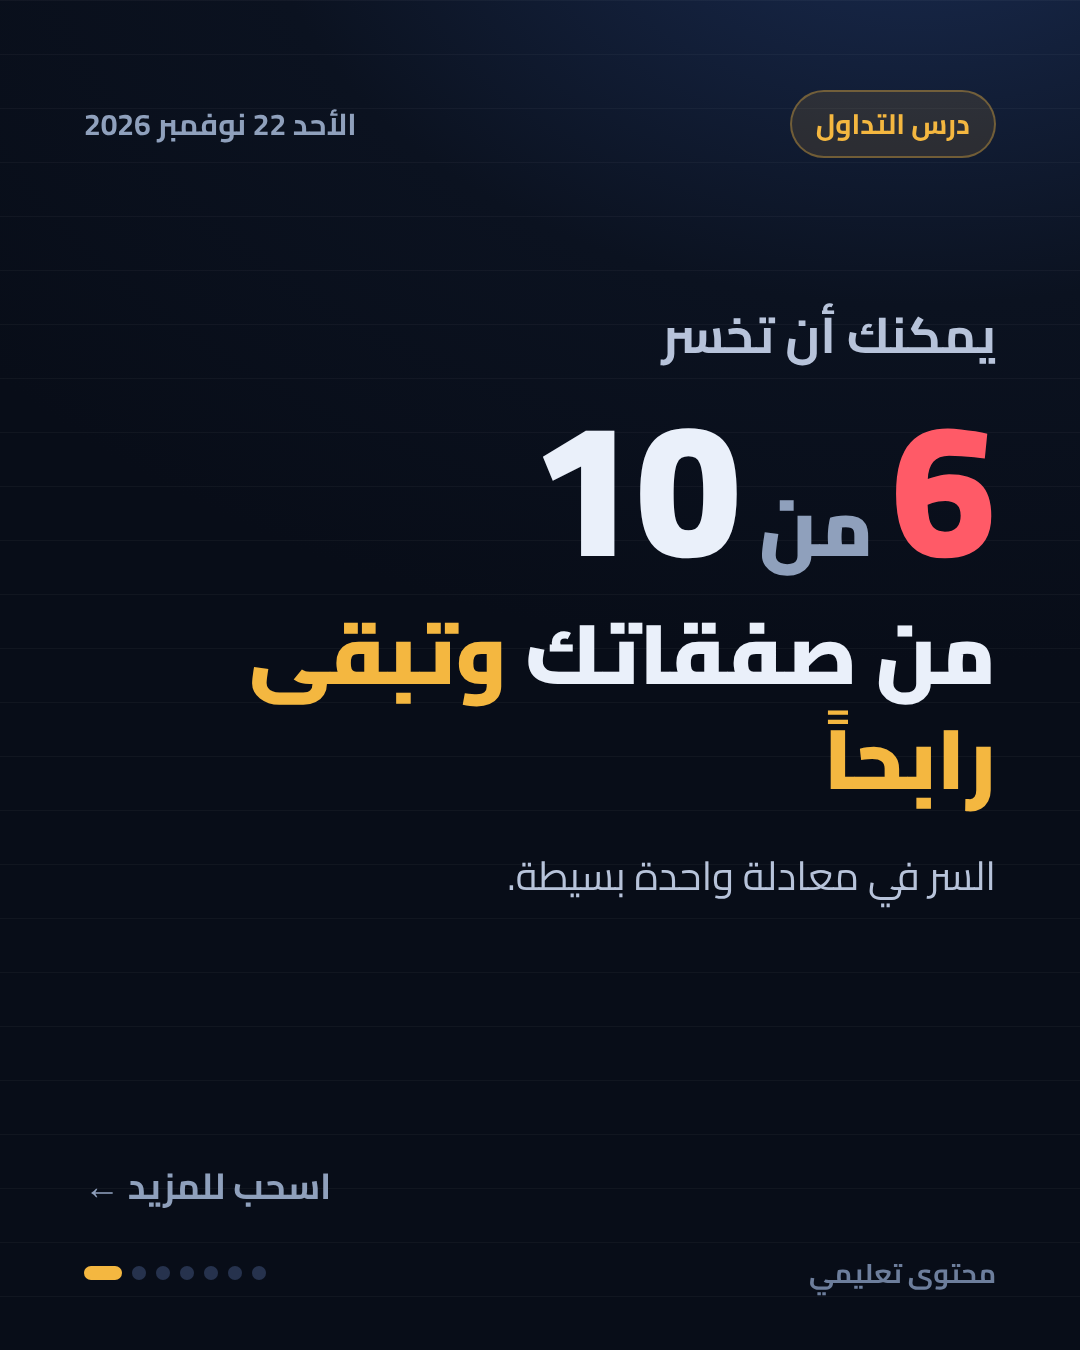 درس التداول
الأحد 22 نوفمبر 2026
يمكنك أن تخسر
6 من 10
من صفقاتك وتبقى
رابحاً
السر في معادلة واحدة بسيطة.
اسحب للمزيد ←
محتوى تعليمي